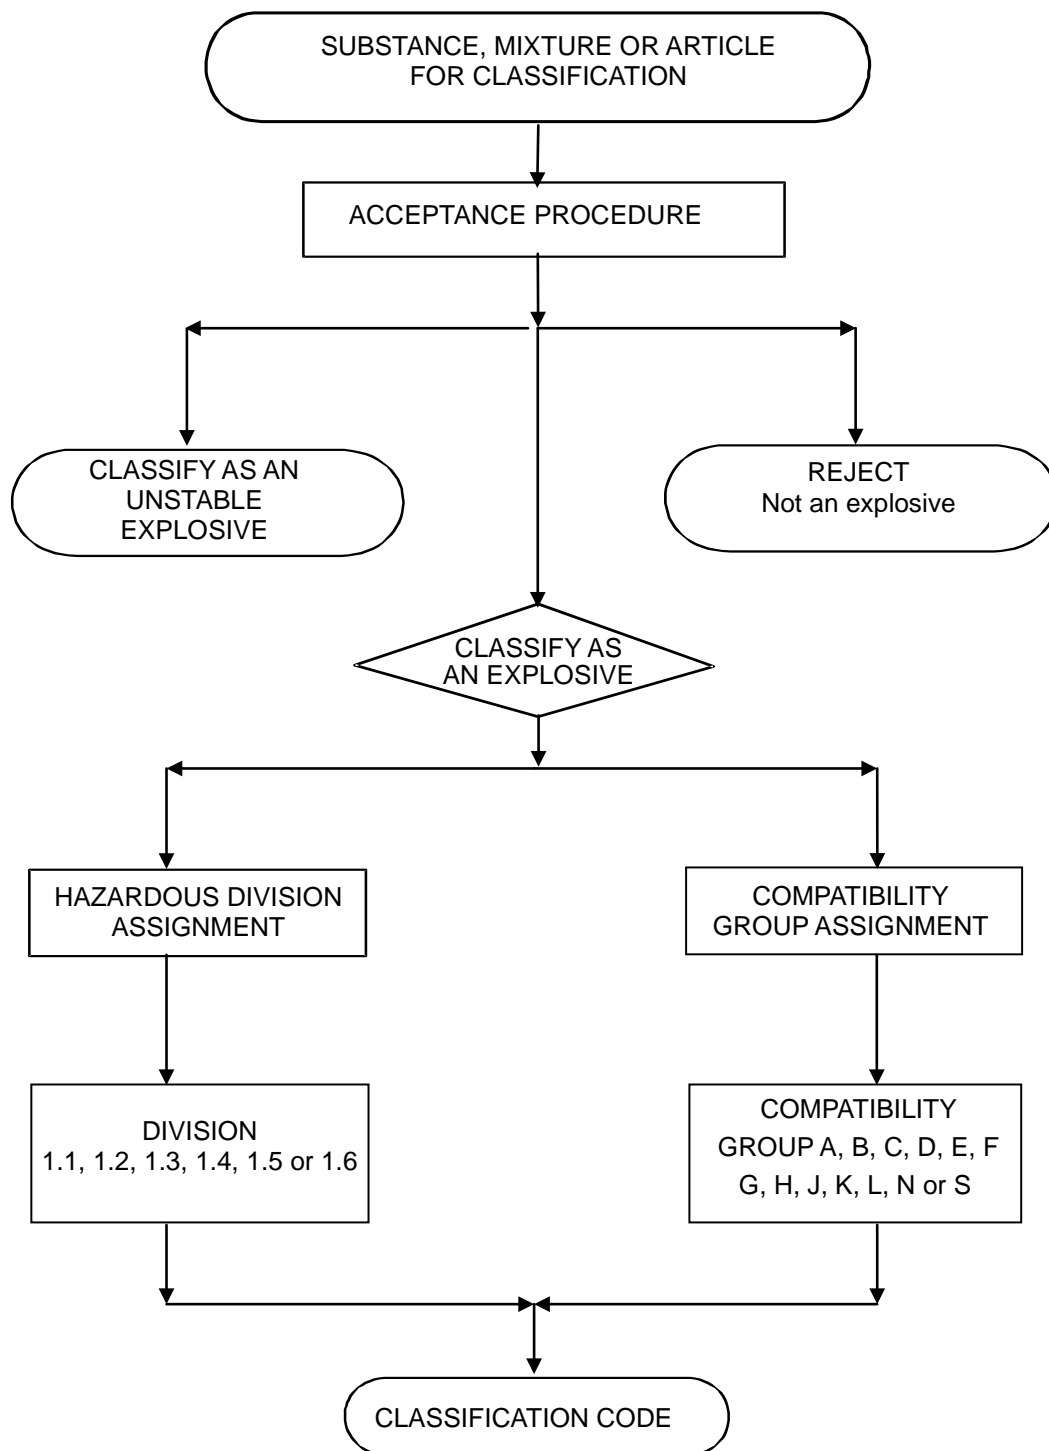 SUBSTANCE, MIXTURE OR ARTICLE
FOR CLASSIFICATION
ACCEPTANCE PROCEDURE
CLASSIFY AS AN
UNSTABLE
EXPLOSIVE
REJECT
Not an explosive
CLASSIFY AS
AN EXPLOSIVE
HAZARDOUS DIVISION
ASSIGNMENT
COMPATIBILITY
GROUP ASSIGNMENT
DIVISION
1.1, 1.2, 1.3, 1.4, 1.5 or 1.6
COMPATIBILITY
GROUP A, B, C, D, E, F
G, H, J, K, L, N or S
CLASSIFICATION CODE